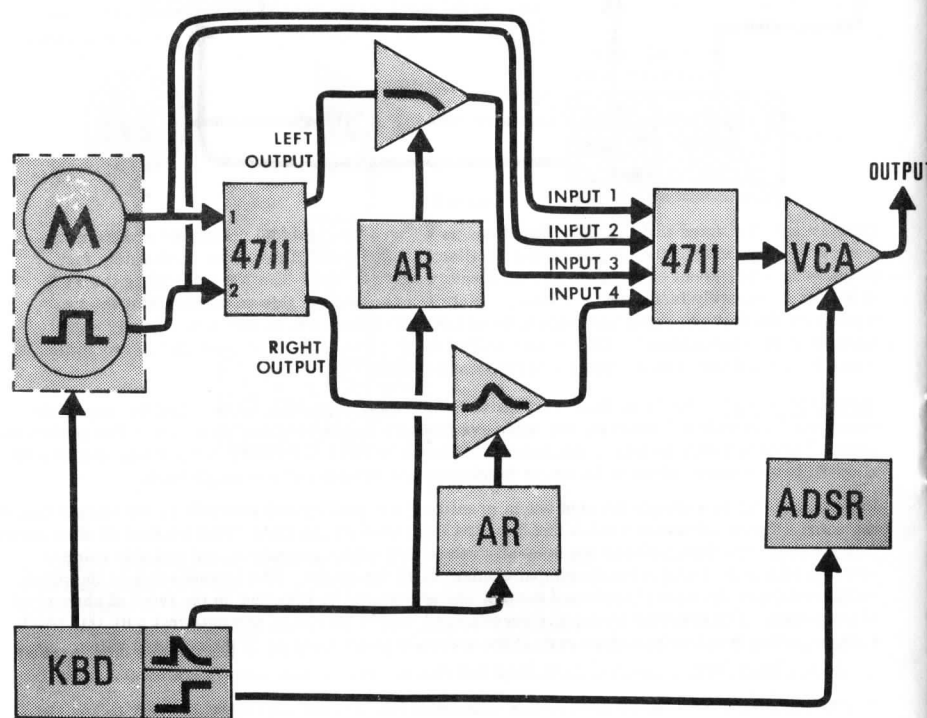 LEFT
OUTPUT
OUTPUT
INPUT 1
1
4711
AR
INPUT 2
4711
VCA
INPUT 3
2
INPUT 4
RIGHT
OUTPUT
AR
ADSR
KBD